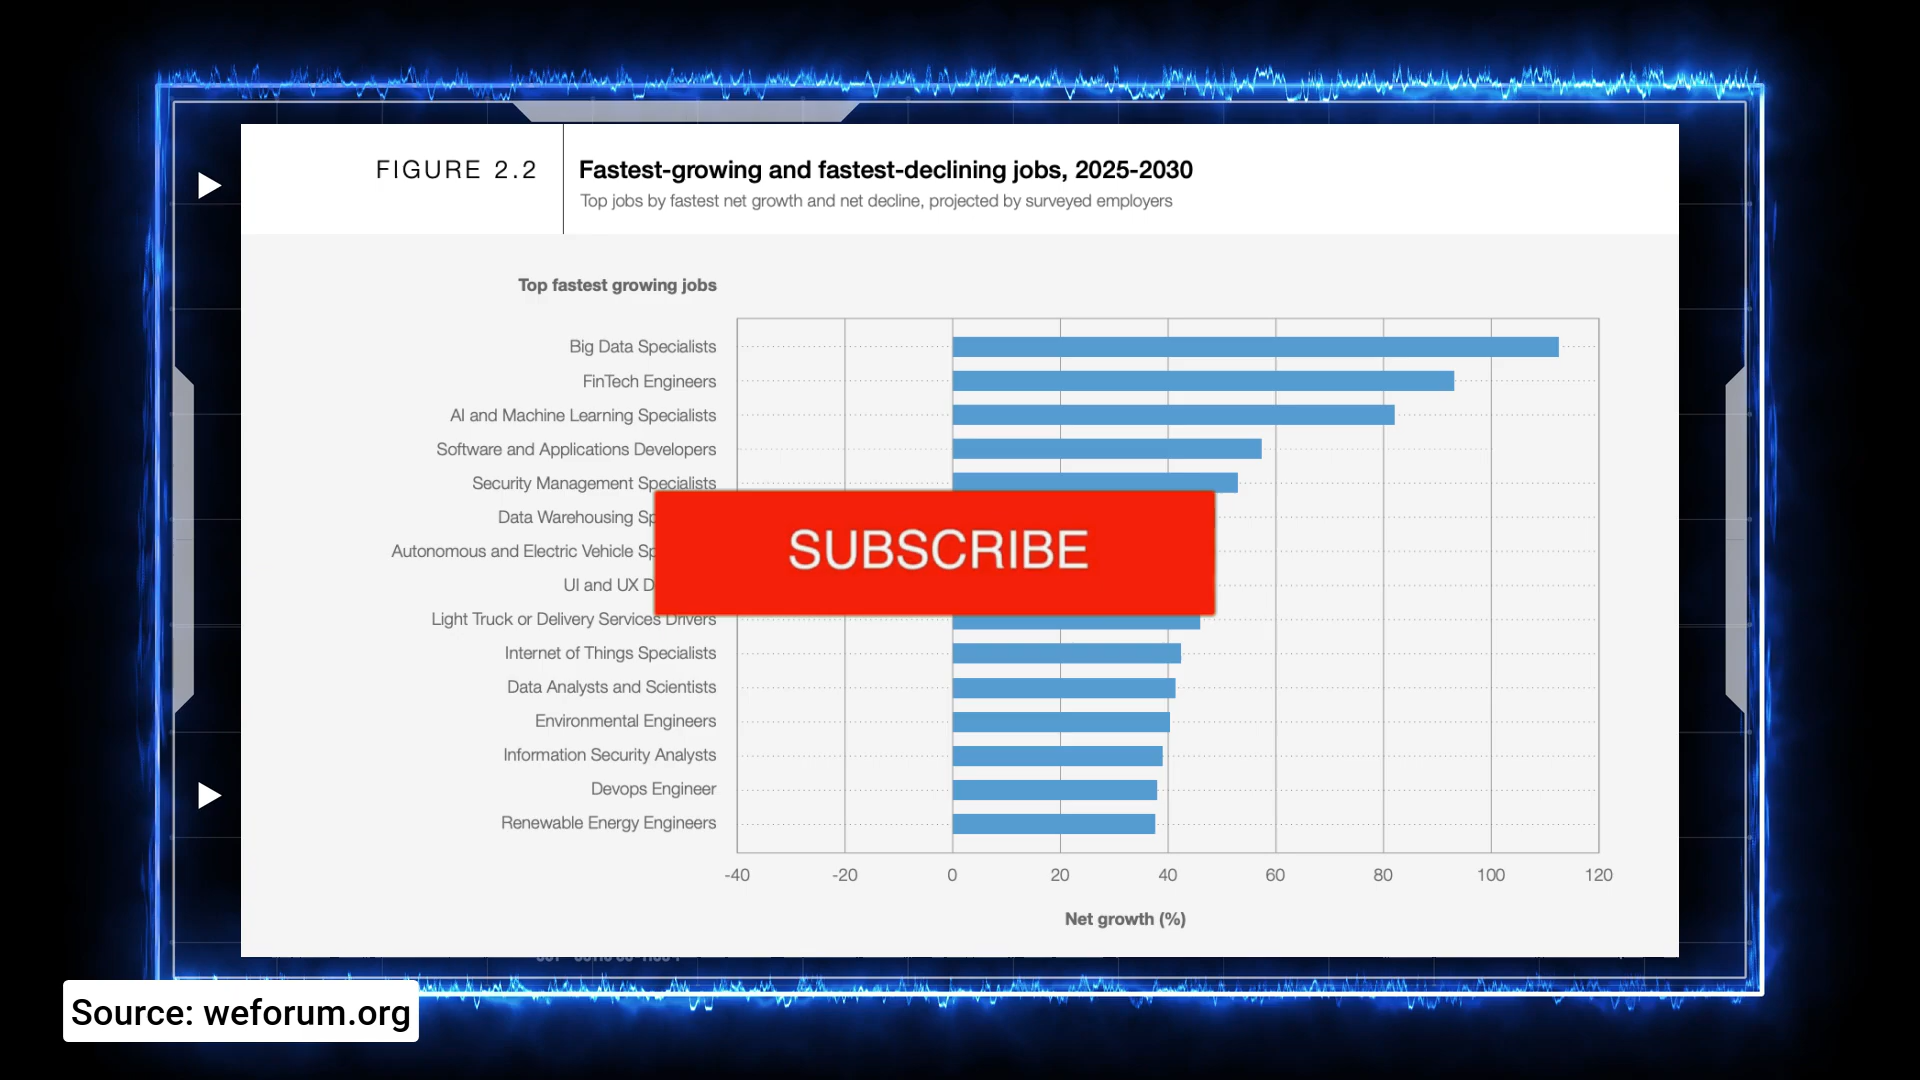 FIGURE 2.2
Fastest-growing and fastest-declining jobs, 2025-2030
Top jobs by fastest net growth and net decline, projected by surveyed employers
Top fastest growing jobs
Big Data Specialists
FinTech Engineers
AI and Machine Learning Specialists
Software and Applications Developers
Security Management Specialists
Data Warehousing
Autonomous and Electric Vehicle
UI and UX
SUBSCRIBE
Light Truck or Delivery Services Drivers
Internet of Things Specialists
Data Analysts and Scientists
Environmental Engineers
Information Security Analysts
Devops Engineer
Renewable Energy Engineers
-40 -20 0 20 40 60 80 100 120
Net growth (%)
Source: weforum.org